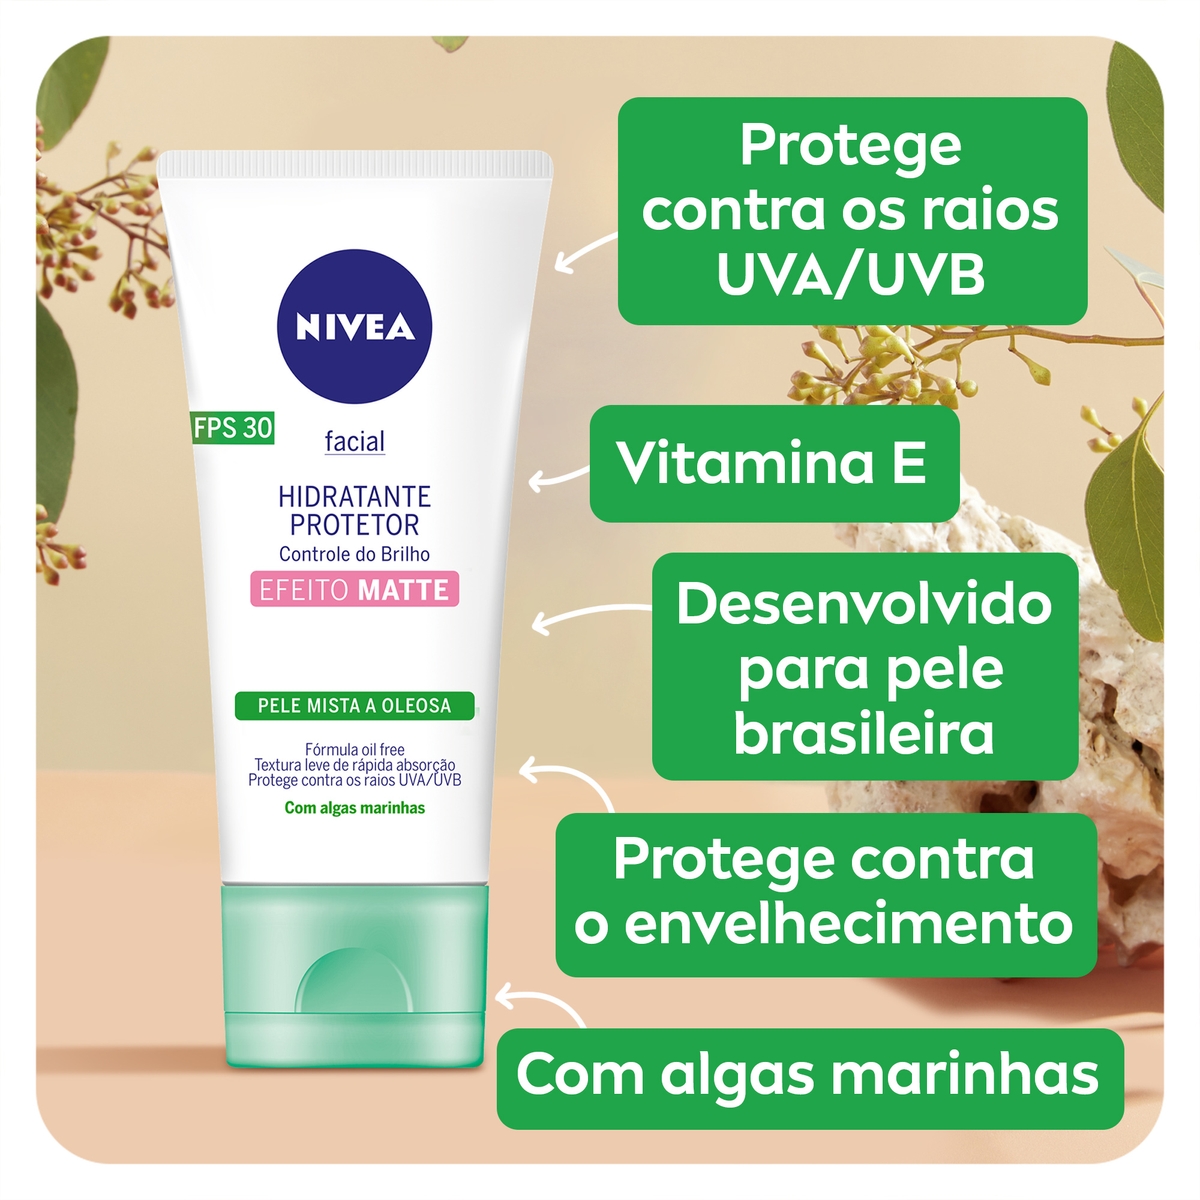 NIVEA
FPS 30
facial
HIDRATANTE
PROTETOR
Controle do Brilho
EFEITO MATTE
PELE MISTA A OLEOSA
Fórmula oil free
Textura leve de rápida absorção
Protege contra os raios UVA/UVB
Com algas marinhas
Protege
contra os raios
UVA/UVB
Vitamina E
Desenvolvido
para pele
brasileira
Protege contra
o envelhecimento
Com algas marinhas